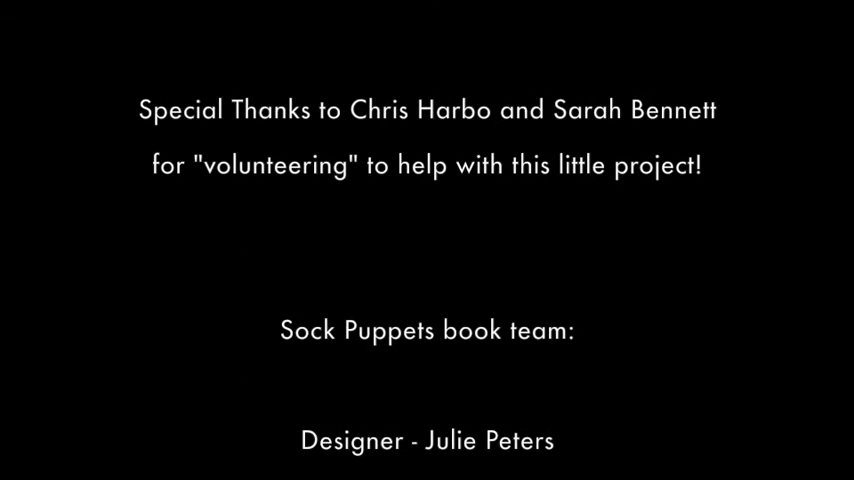 Special Thanks to Chris Harbo and Sarah Bennett
for "volunteering" to help with this little project!
Sock Puppets book team:
Designer - Julie Peters